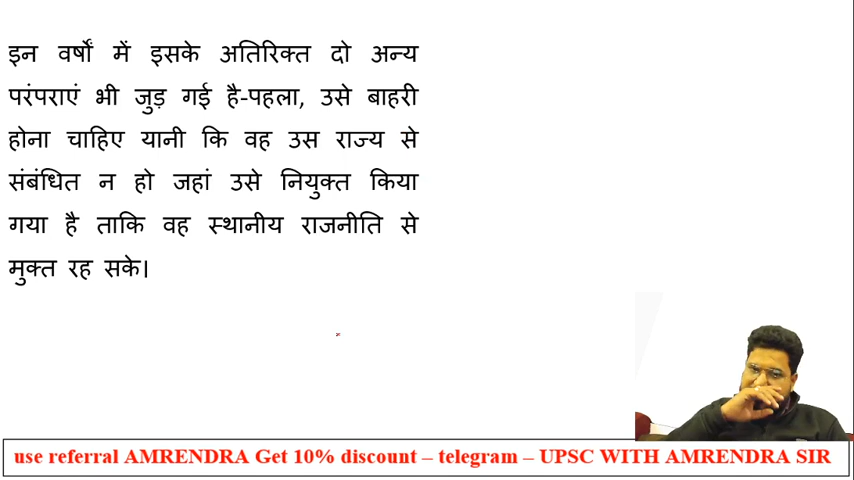 इन वर्षों में इसके अतिरिक्त दो अन्य
परंपराएं भी जुड़ गई है-पहला, उसे बाहरी
होना चाहिए यानी कि वह उस राज्य से
संबंधित न हो जहां उसे नियुक्त किया
गया है ताकि वह स्थानीय राजनीति से
मुक्त रह सके।
use referral AMRENDRA Get 10% discount – telegram – UPSC WITH AMRENDRA SIR